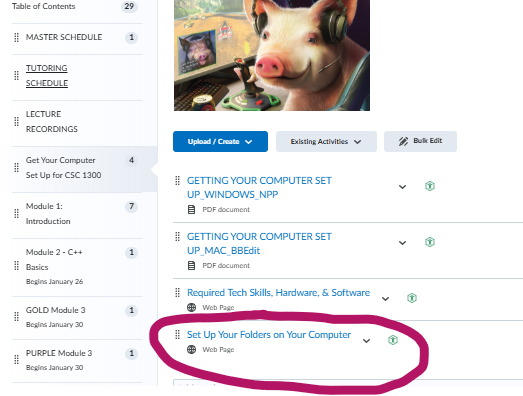 Table of Contents 29
MASTER SCHEDULE 1
TUTORING
SCHEDULE
LECTURE
RECORDINGS
Get Your Computer 4
Set Up for CSC 1300
Module 1: 7
Introduction
Module 2 - C++ 1
Basics
Begins January 26
GOLD Module 3 1
Begins January 30
PURPLE Module 3 1
Begins January 30
Upload / Create
Existing Activities
Bulk Edit
GETTING YOUR COMPUTER SET
UP_WINDOWS_NPP
PDF document
GETTING YOUR COMPUTER SET
UP_MAC_BBEdit
PDF document
Required Tech Skills, Hardware, & Software
Web Page
Set Up Your Folders on Your Computer
Web Page